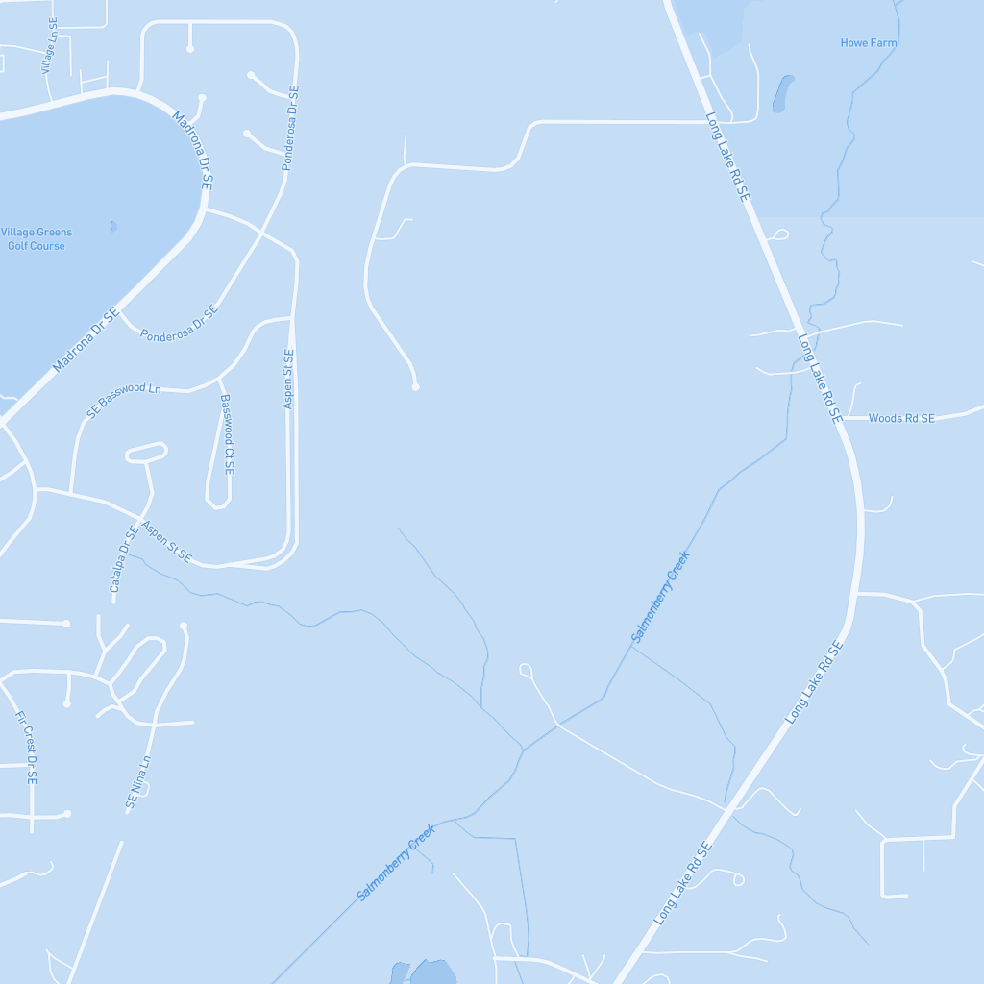 Village Ln SE
Howe Farm
Madrona Dr SE
Ponderosa Dr SE
Long Lake Rd SE
Village Greens
Golf Course
Madrona Dr SE
Ponderosa Dr SE
SE Basswood Ln
Basswood Ct SE
Aspen St SE
Long Lake Rd SE
Woods Rd SE
Aspen St SE
Catalpa Dr SE
Salmonberry Creek
Long Lake Rd SE
Fir Crest Dr SE
SE Nina Ln
Salmonberry Creek
Long Lake Rd SE